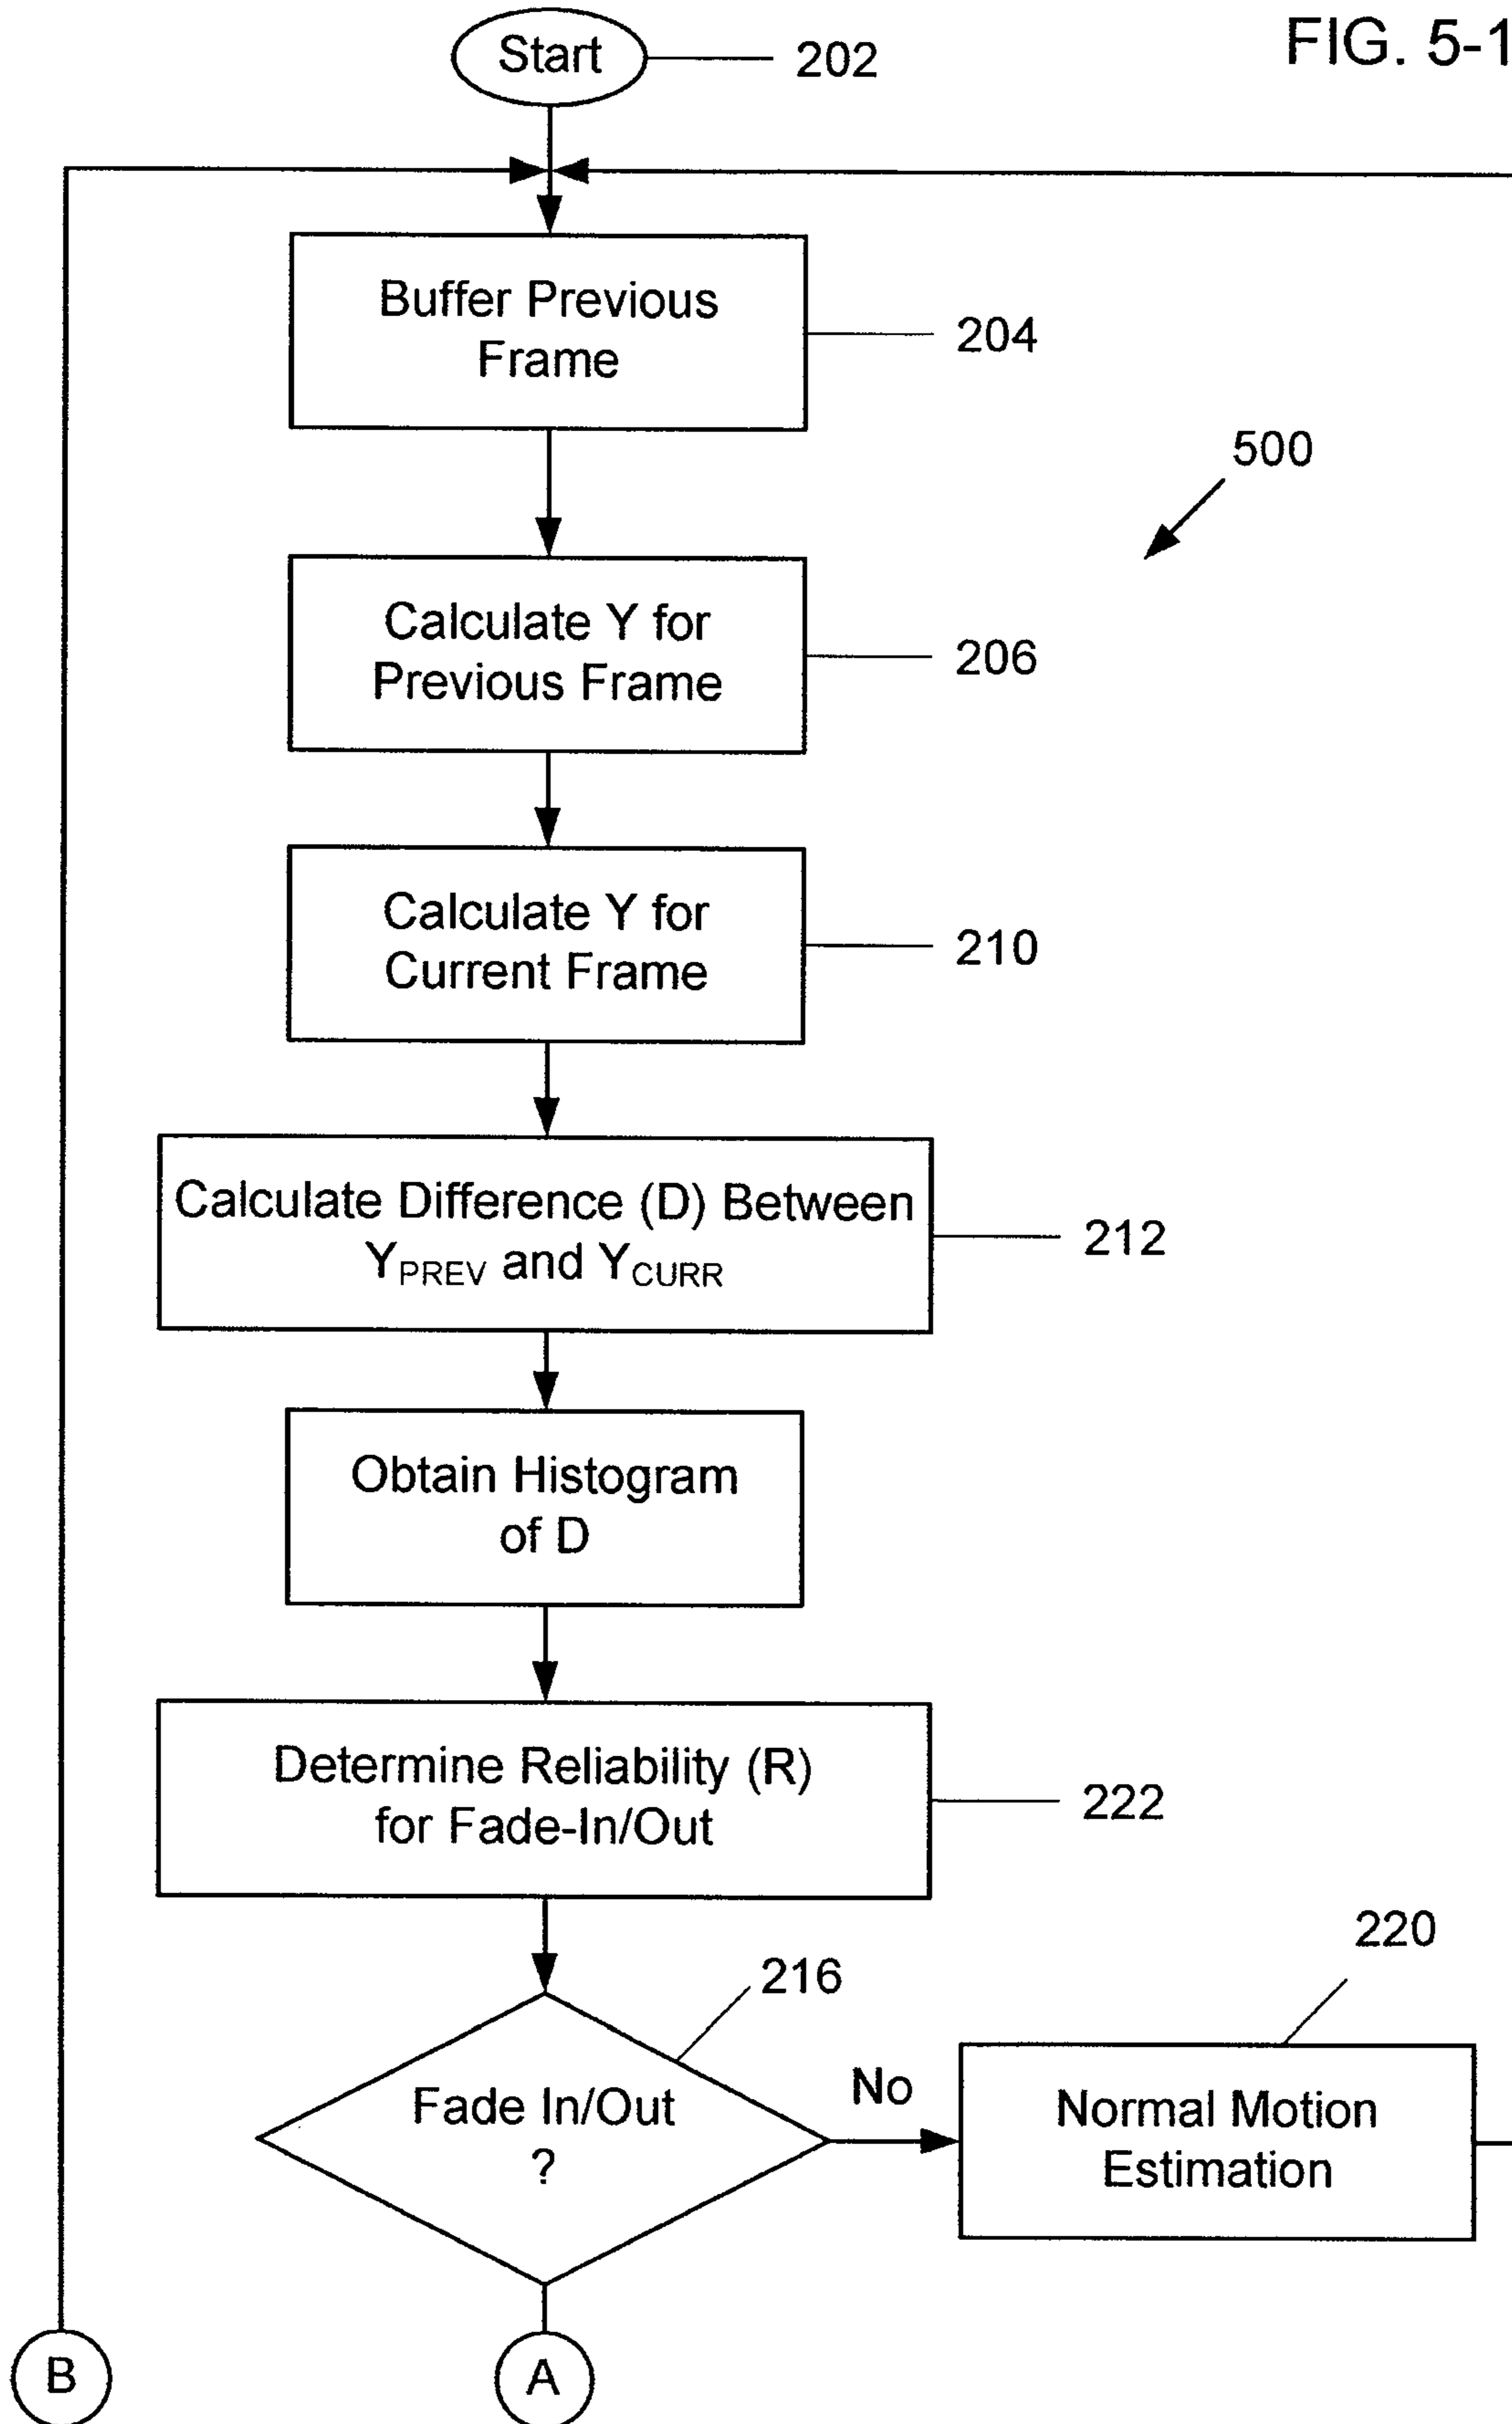 FIG. 5-1
Start
202
Buffer Previous
Frame
204
500
Calculate Y for
Previous Frame
206
Calculate Y for
Current Frame
210
Calculate Difference (D) Between
Y_PREV and Y_CURR
212
Obtain Histogram
of D
Determine Reliability (R)
for Fade-In/Out
222
220
216
Fade In/Out
?
No
Normal Motion
Estimation
B
A